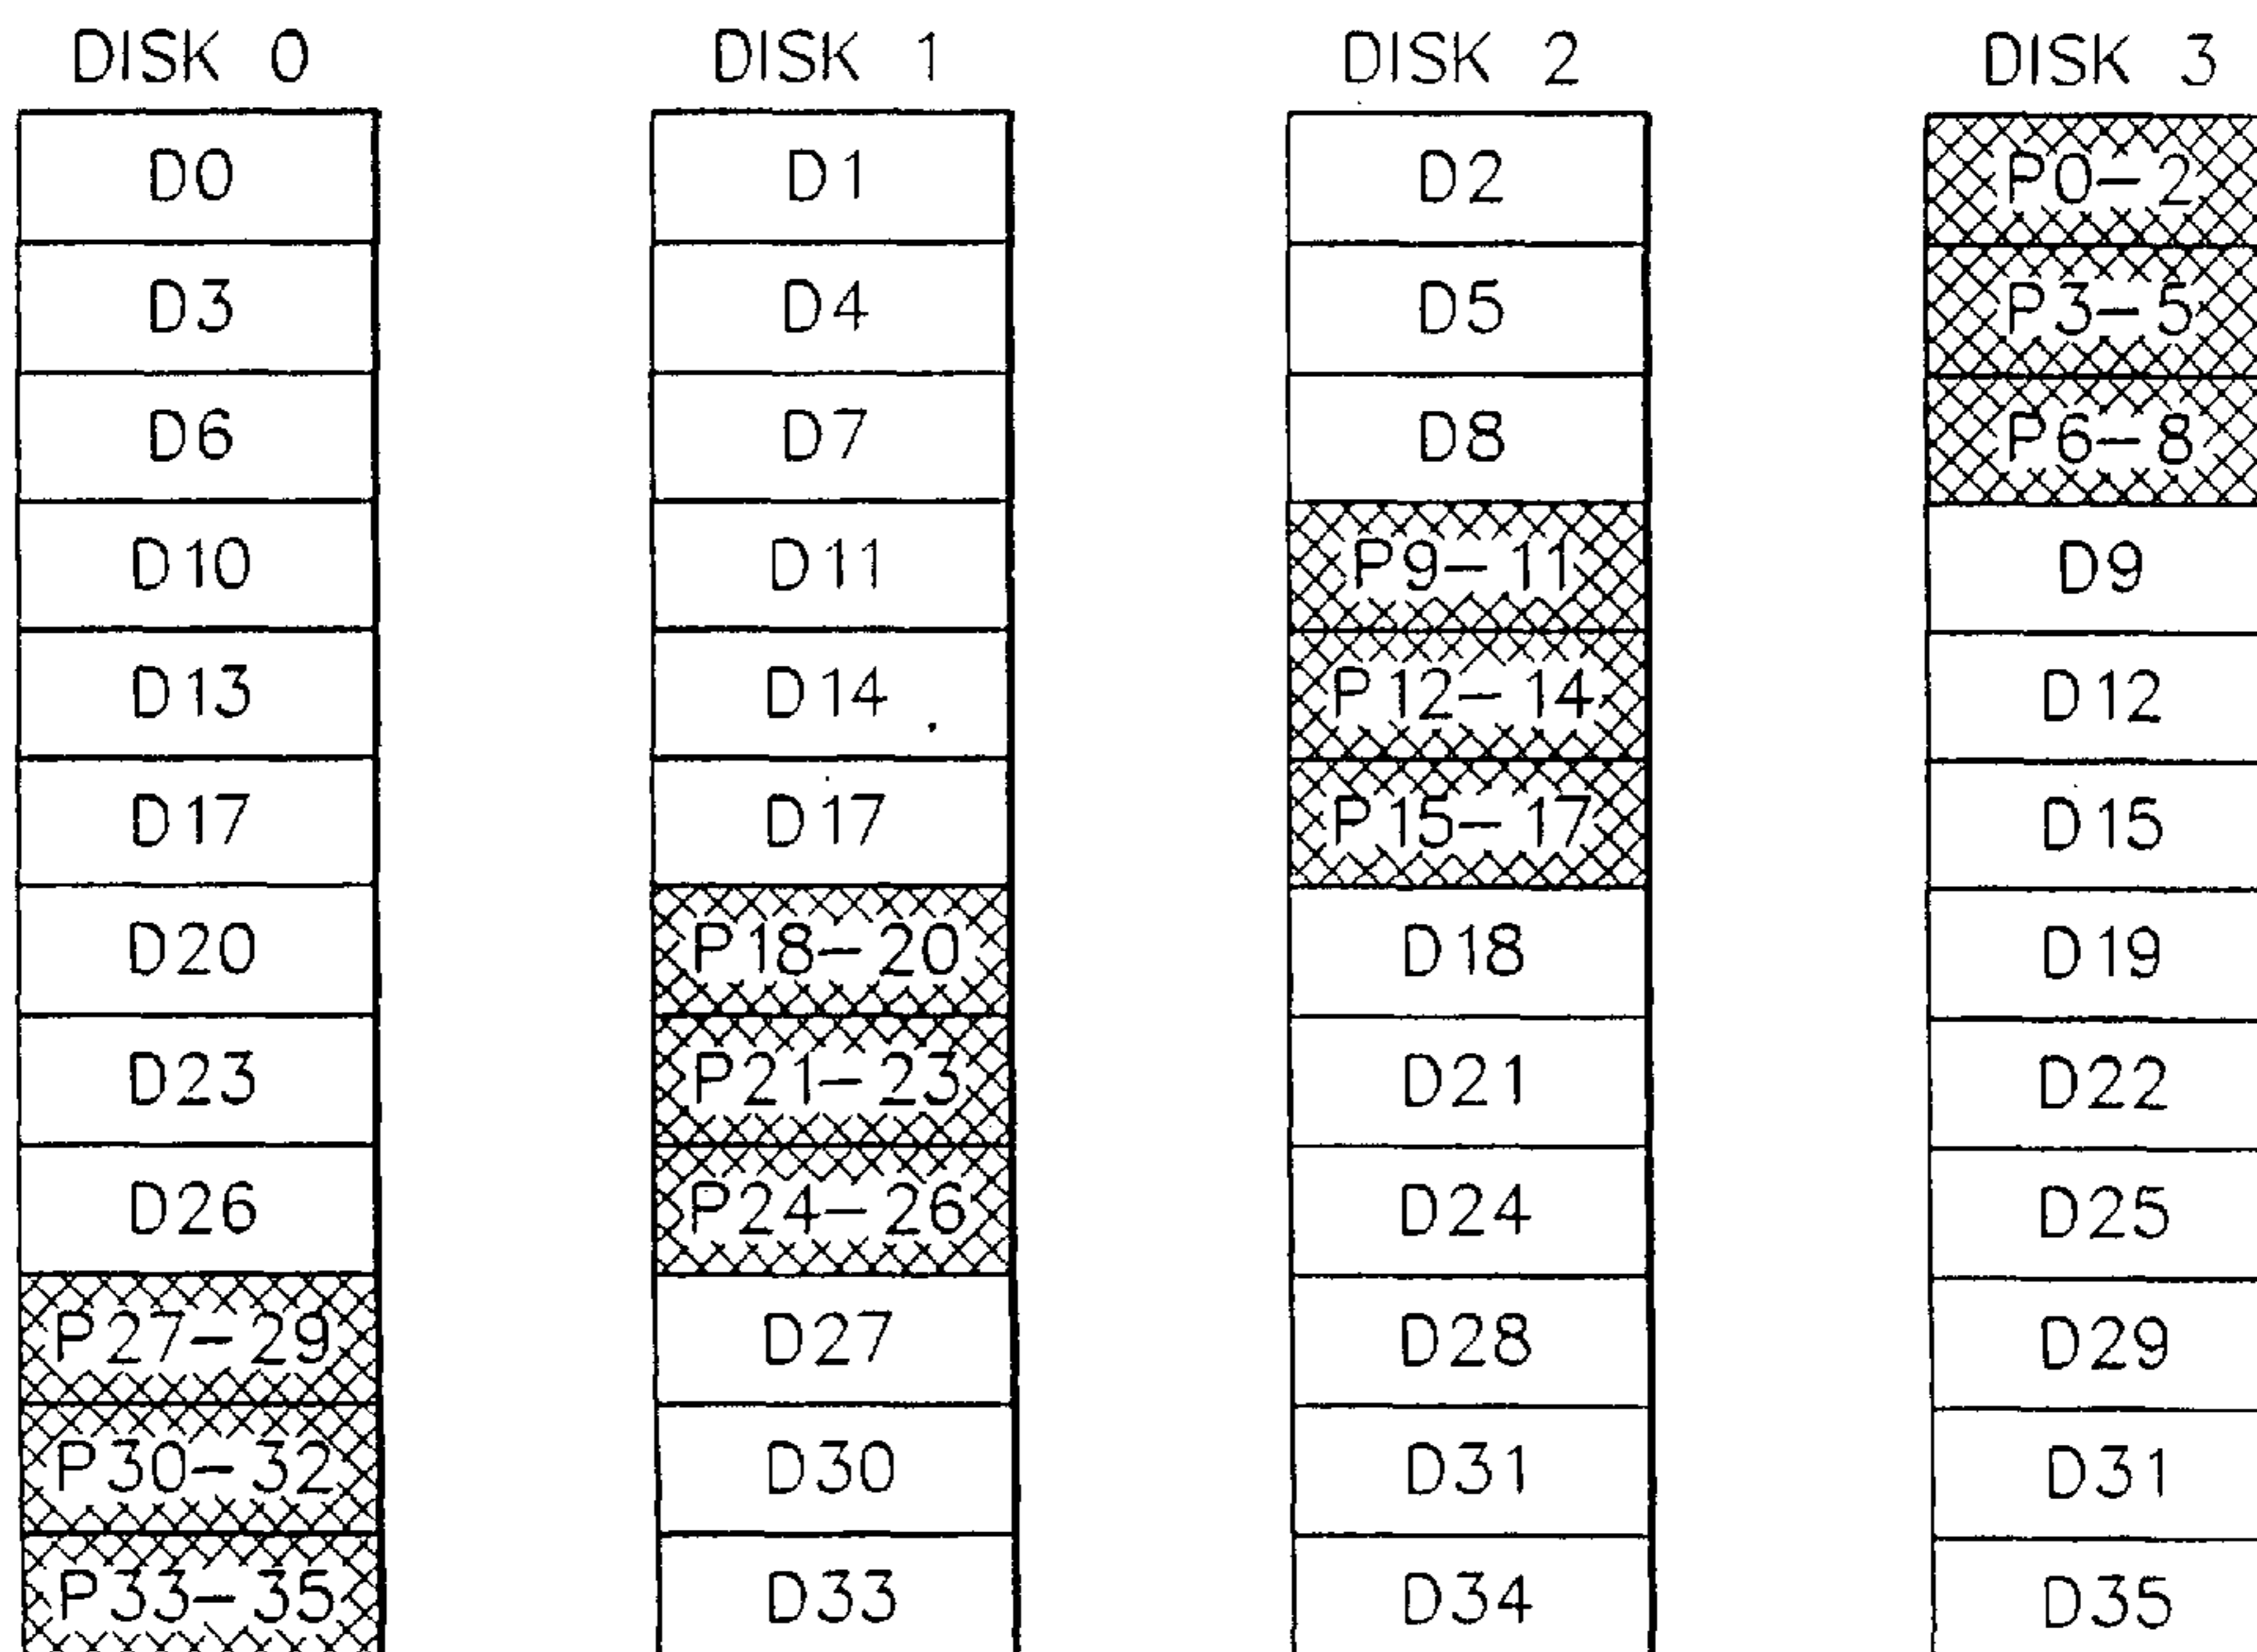 DISK 0 DISK 1 DISK 2 DISK 3
D0 D1 D2 P0-2
D3 D4 D5 P3-5
D6 D7 D8 P6-8
D10 D11 P9-11 D9
D13 D14 P12-14 D12
D17 D17 P15-17 D15
D20 P18-20 D18 D19
D23 P21-23 D21 D22
D26 P24-26 D24 D25
P27-29 D27 D28 D29
P30-32 D30 D31 D31
P33-35 D33 D34 D35